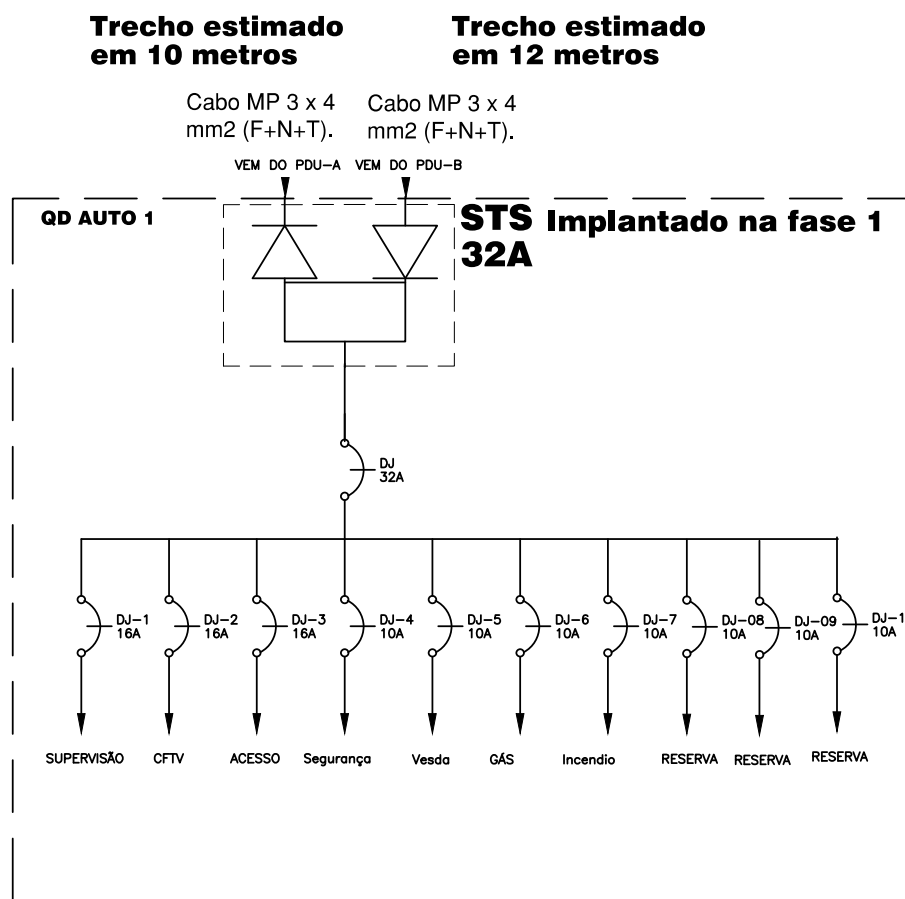 Trecho estimado
em 10 metros
Trecho estimado
em 12 metros
Cabo MP 3 x 4
mm2 (F+N+T).
Cabo MP 3 x 4
mm2 (F+N+T).
VEM DO PDU-A
VEM DO PDU-B
QD AUTO 1
STS
32A
Implantado na fase 1
DJ
32A
DJ-1
16A
DJ-2
16A
DJ-3
16A
DJ-4
10A
DJ-5
10A
DJ-6
10A
DJ-7
10A
DJ-08
10A
DJ-09
10A
DJ-1
10A
SUPERVISÃO
CFTV
ACESSO
Segurança
Vesda
GÁS
Incendio
RESERVA
RESERVA
RESERVA